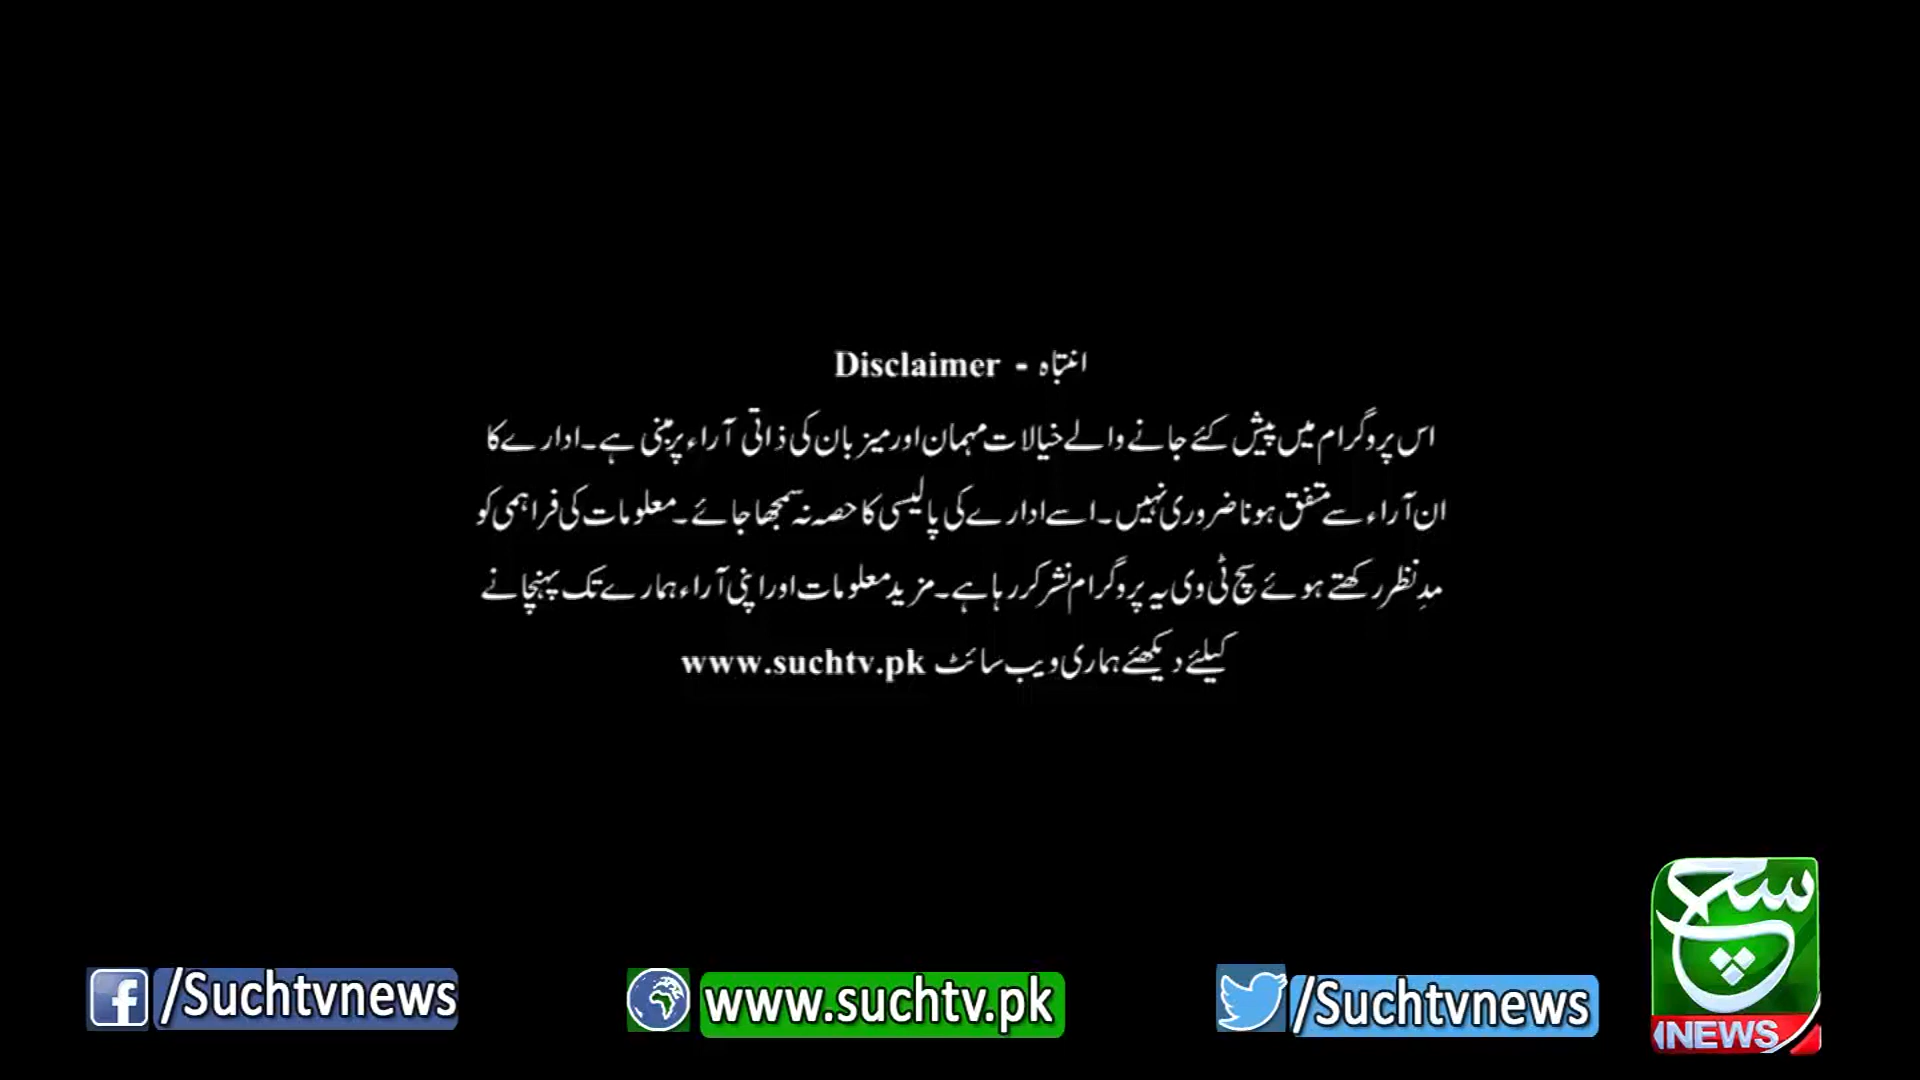 انتباہ - Disclaimer
اس پروگرام میں پیش کئے جانے والے خیالات مہمان اور میزبان کی ذاتی آراء پر مبنی ہے۔ ادارے کا
ان آراء سے متفق ہونا ضروری نہیں۔ اسے ادارے کی پالیسی کا حصہ نہ سمجھا جائے۔ معلومات کی فراہمی کو
مدِنظر رکھتے ہوئے سچ ٹی وی یہ پروگرام نشر کر رہا ہے۔ مزید معلومات اور اپنی آراء ہمارے تک پہنچانے
کیلئے دیکھئے ہماری ویب سائٹ www.suchtv.pk
سچ
NEWS
/Suchtvnews
www.suchtv.pk
/Suchtvnews